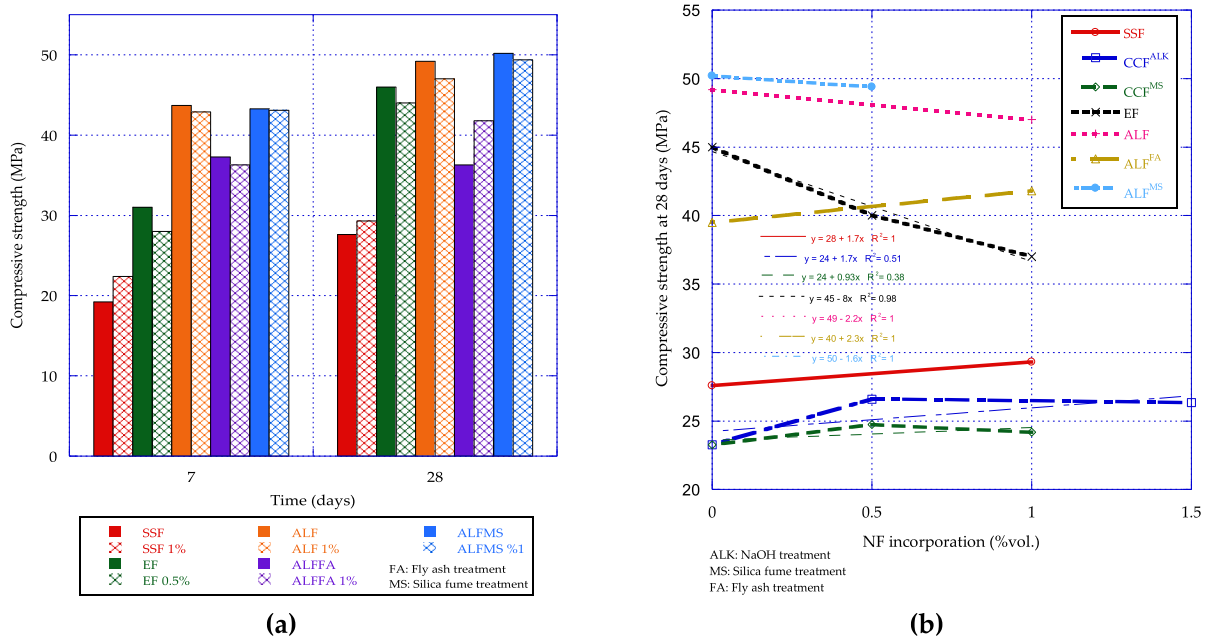 50
40
30
20
10
0
Compressive strength (MPa)
7
28
Time (days)
SSF
SSF 1%
EF
EF 0.5%
ALF
ALF 1%
ALFFA
ALFFA 1%
ALFMS
ALFMS %1
FA: Fly ash treatment
MS: Silica fume treatment
(a)
55
50
45
40
35
30
25
20
Compressive strength at 28 days (MPa)
SSF
CCF^ALK
CCF^MS
EF
ALF
ALF^FA
ALF^MS
y = 28 + 1.7x R²= 1
y = 24 + 1.7x R²= 0.51
y = 24 + 0.93x R²= 0.38
y = 45 - 8x R²= 0.98
y = 49 - 2.2x R²= 1
y = 40 + 2.3x R²= 1
y = 50 - 1.6x R²= 1
0
0.5
1
1.5
NF incorporation (%vol.)
ALK: NaOH treatment
MS: Silica fume treatment
FA: Fly ash treatment
(b)